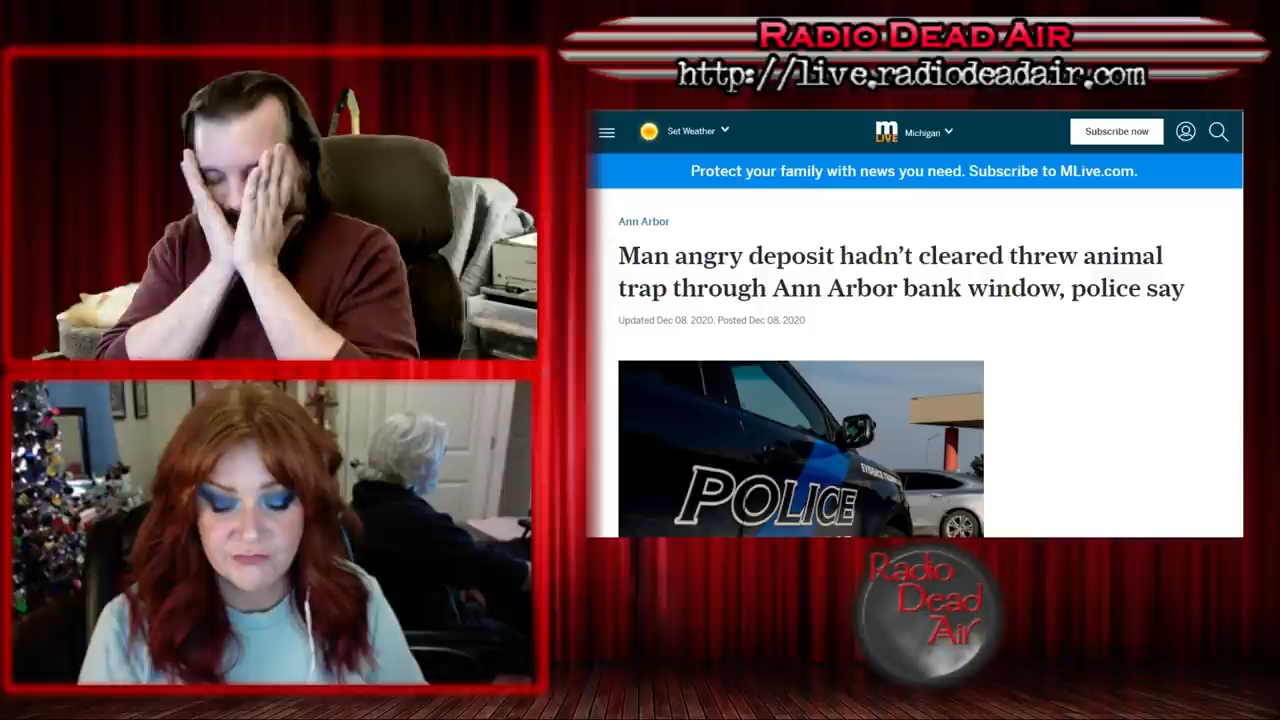 RADIO DEAD AIR
http://live.radiodeadair.com
Set Weather
m
LIVE
Michigan
Subscribe now
Protect your family with news you need. Subscribe to MLive.com.
Ann Arbor
Man angry deposit hadn't cleared threw animal
trap through Ann Arbor bank window, police say
Updated Dec 08, 2020; Posted Dec 08, 2020
POLICE
Radio
Dead
Air